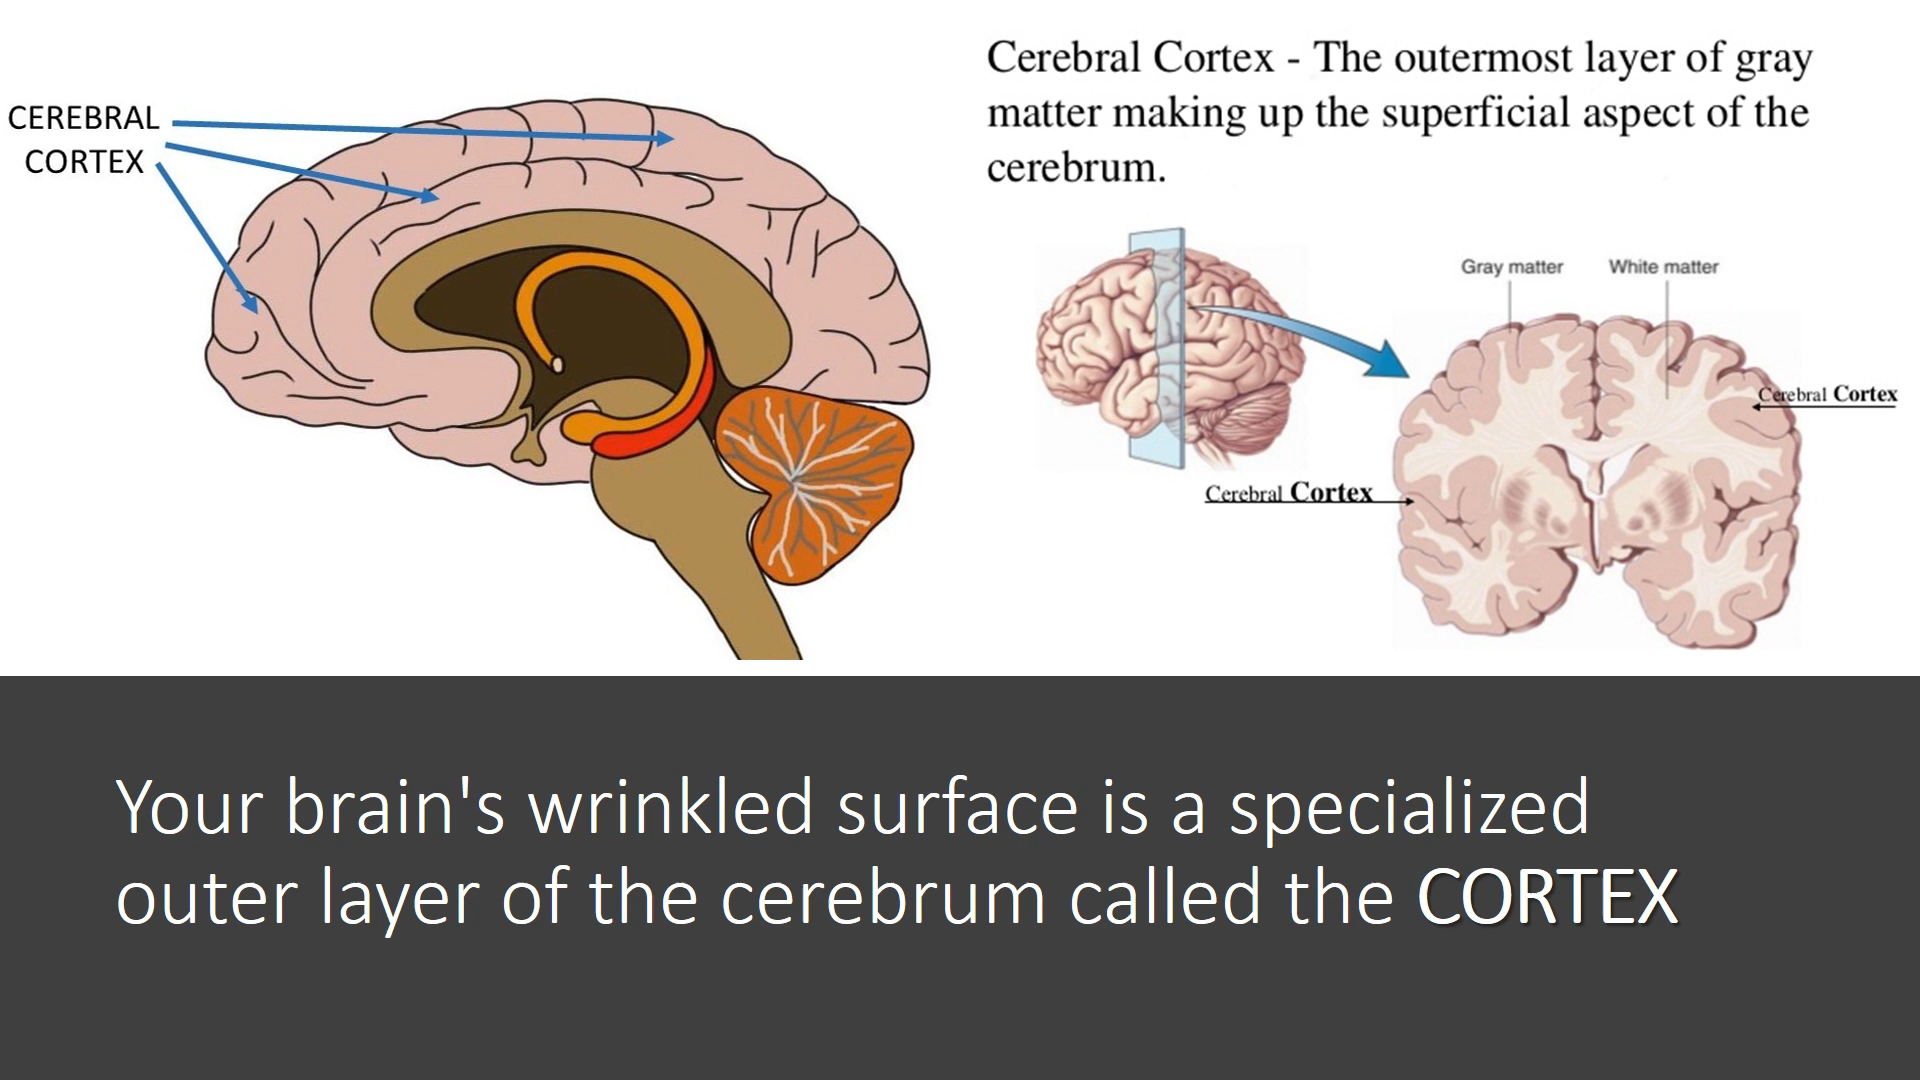 CEREBRAL
CORTEX
Cerebral Cortex - The outermost layer of gray
matter making up the superficial aspect of the
cerebrum.
Gray matter
White matter
Cerebral Cortex
Cerebral Cortex
Your brain's wrinkled surface is a specialized
outer layer of the cerebrum called the CORTEX